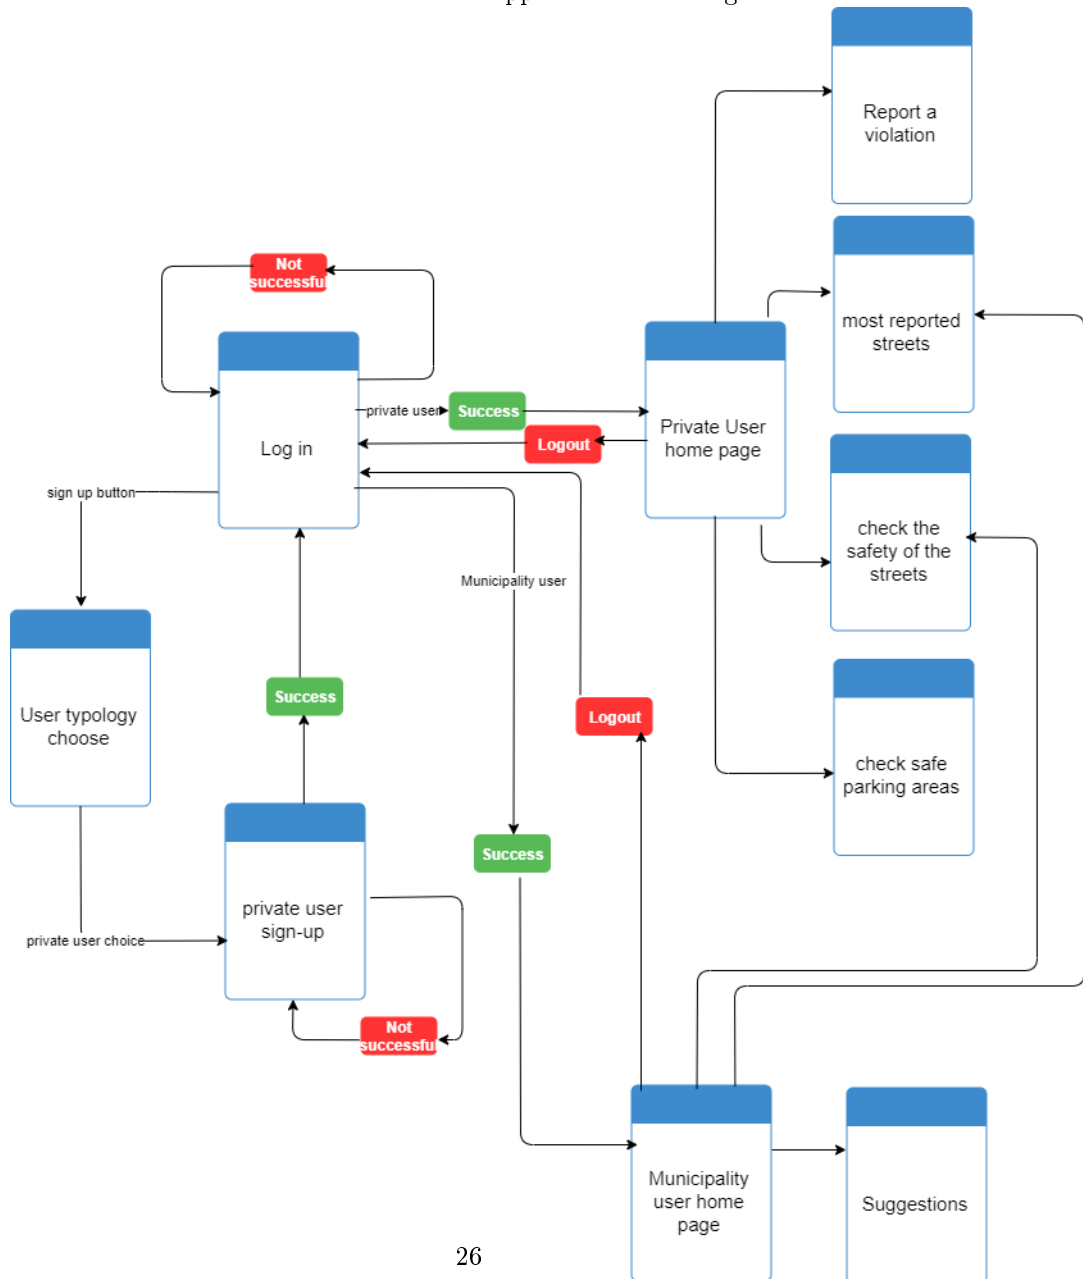 Report a
violation
Not
successful
most reported
streets
private user
Success
Logout
Private User
home page
Log in
sign up button
check the
safety of the
streets
Municipality user
Success
Logout
User typology
choose
check safe
parking areas
Success
private user
sign-up
private user choice
Not
successful
Municipality
user home
page
Suggestions
26